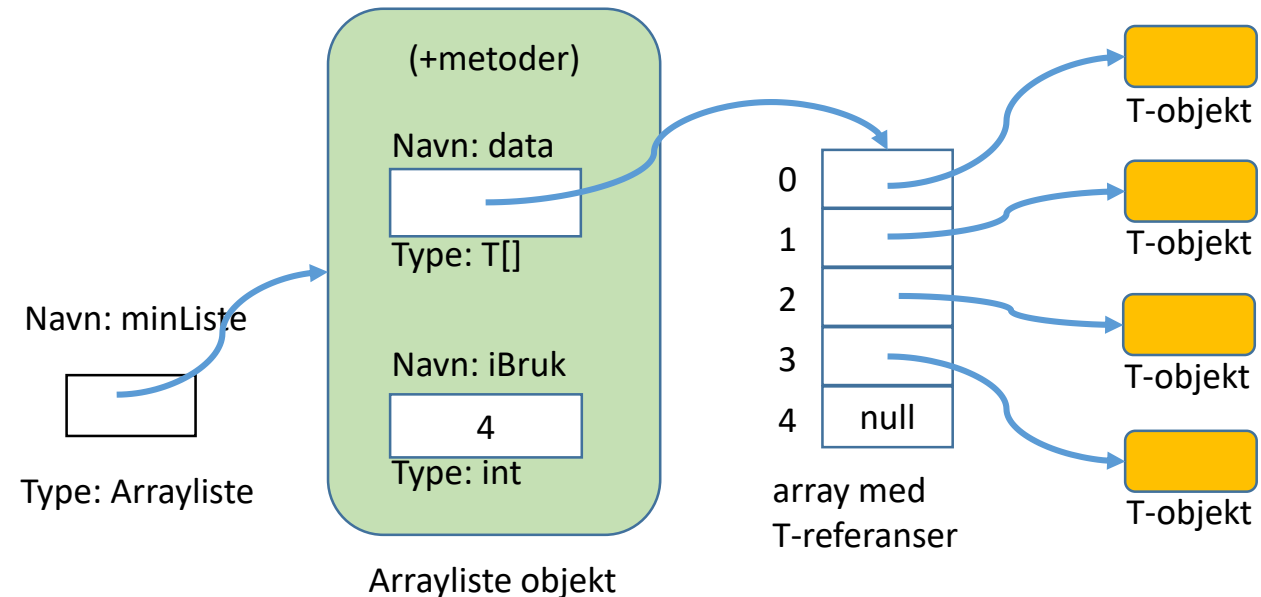 (+metoder)
Navn: data
Type: T[]
Navn: minListe
Type: Arrayliste
Navn: iBruk
4
Type: int
Arrayliste objekt
0
1
2
3
4
null
array med
T-referanser
T-objekt
T-objekt
T-objekt
T-objekt